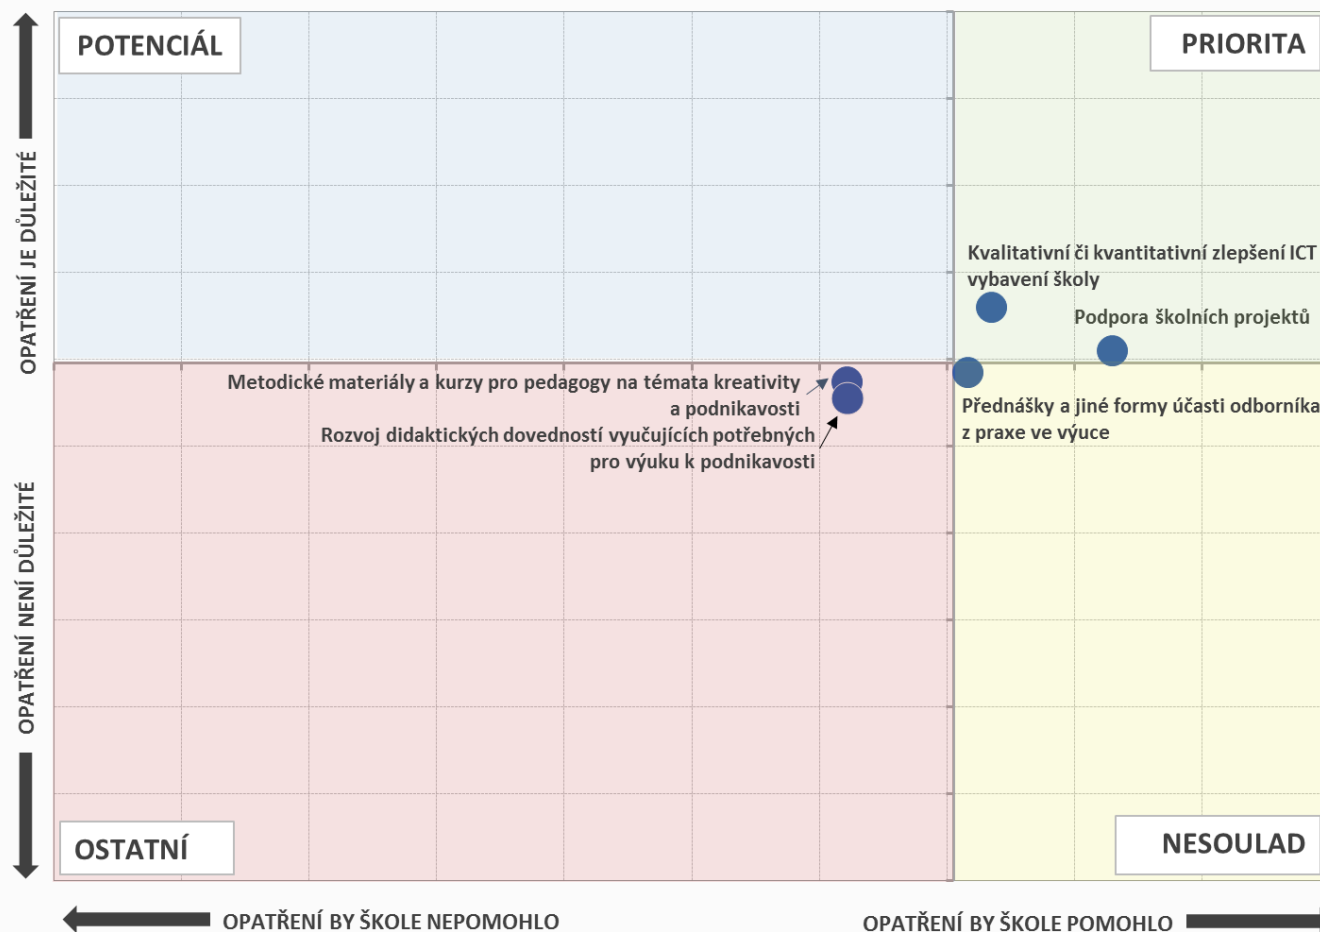 POTENCIÁL
PRIORITA
OPATŘENÍ JE DŮLEŽITÉ
Kvalitativní či kvantitativní zlepšení ICT
vybavení školy
Podpora školních projektů
Metodické materiály a kurzy pro pedagogy na témata kreativity
a podnikavosti
Rozvoj didaktických dovedností vyučujících potřebných
pro výuku k podnikavosti
Přednášky a jiné formy účasti odborníka
z praxe ve výuce
OPATŘENÍ NENÍ DŮLEŽITÉ
OSTATNÍ
NESOULAD
OPATŘENÍ BY ŠKOLE NEPOMOHLO
OPATŘENÍ BY ŠKOLE POMOHLO